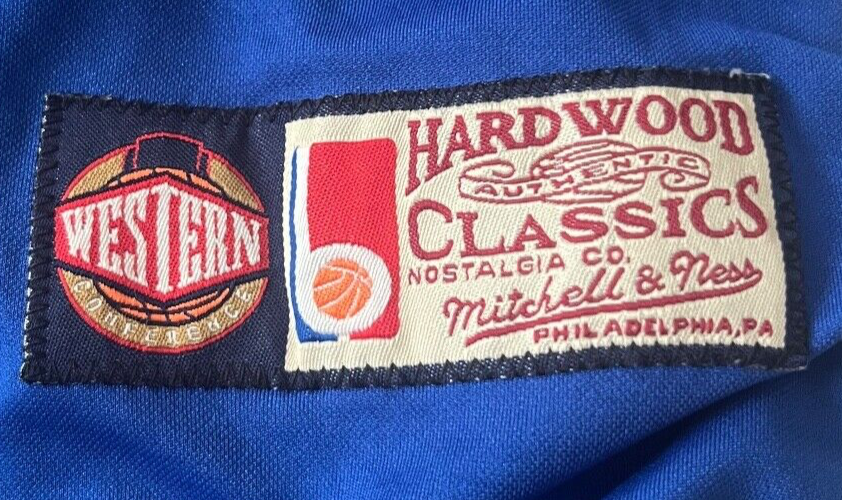 WESTERN
CONFERENCE
HARDWOOD
AUTHENTIC
CLASSICS
NOSTALGIA CO.
Mitchell & Ness
PHILADELPHIA, PA